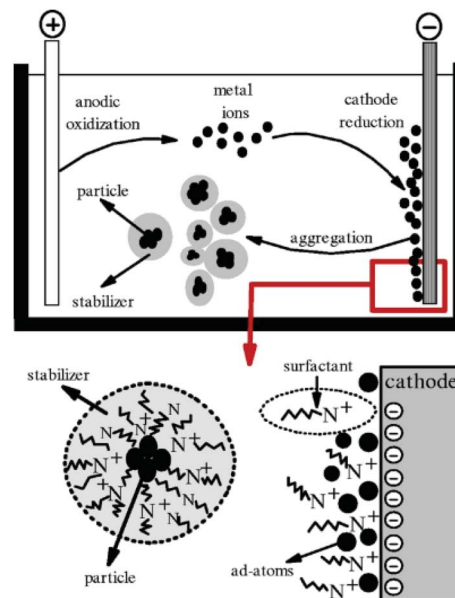 +
−
anodic
oxidization
metal
ions
cathode
reduction
particle
aggregation
stabilizer
stabilizer
surfactant
cathode
N⁺
N
N
N⁺
N⁺
N
N⁺
N⁺
N⁺
N
N
N⁺
N⁺
N⁺
N⁺
N⁺
N⁺
ad-atoms
particle
−
−
−
−
−
−
−
−